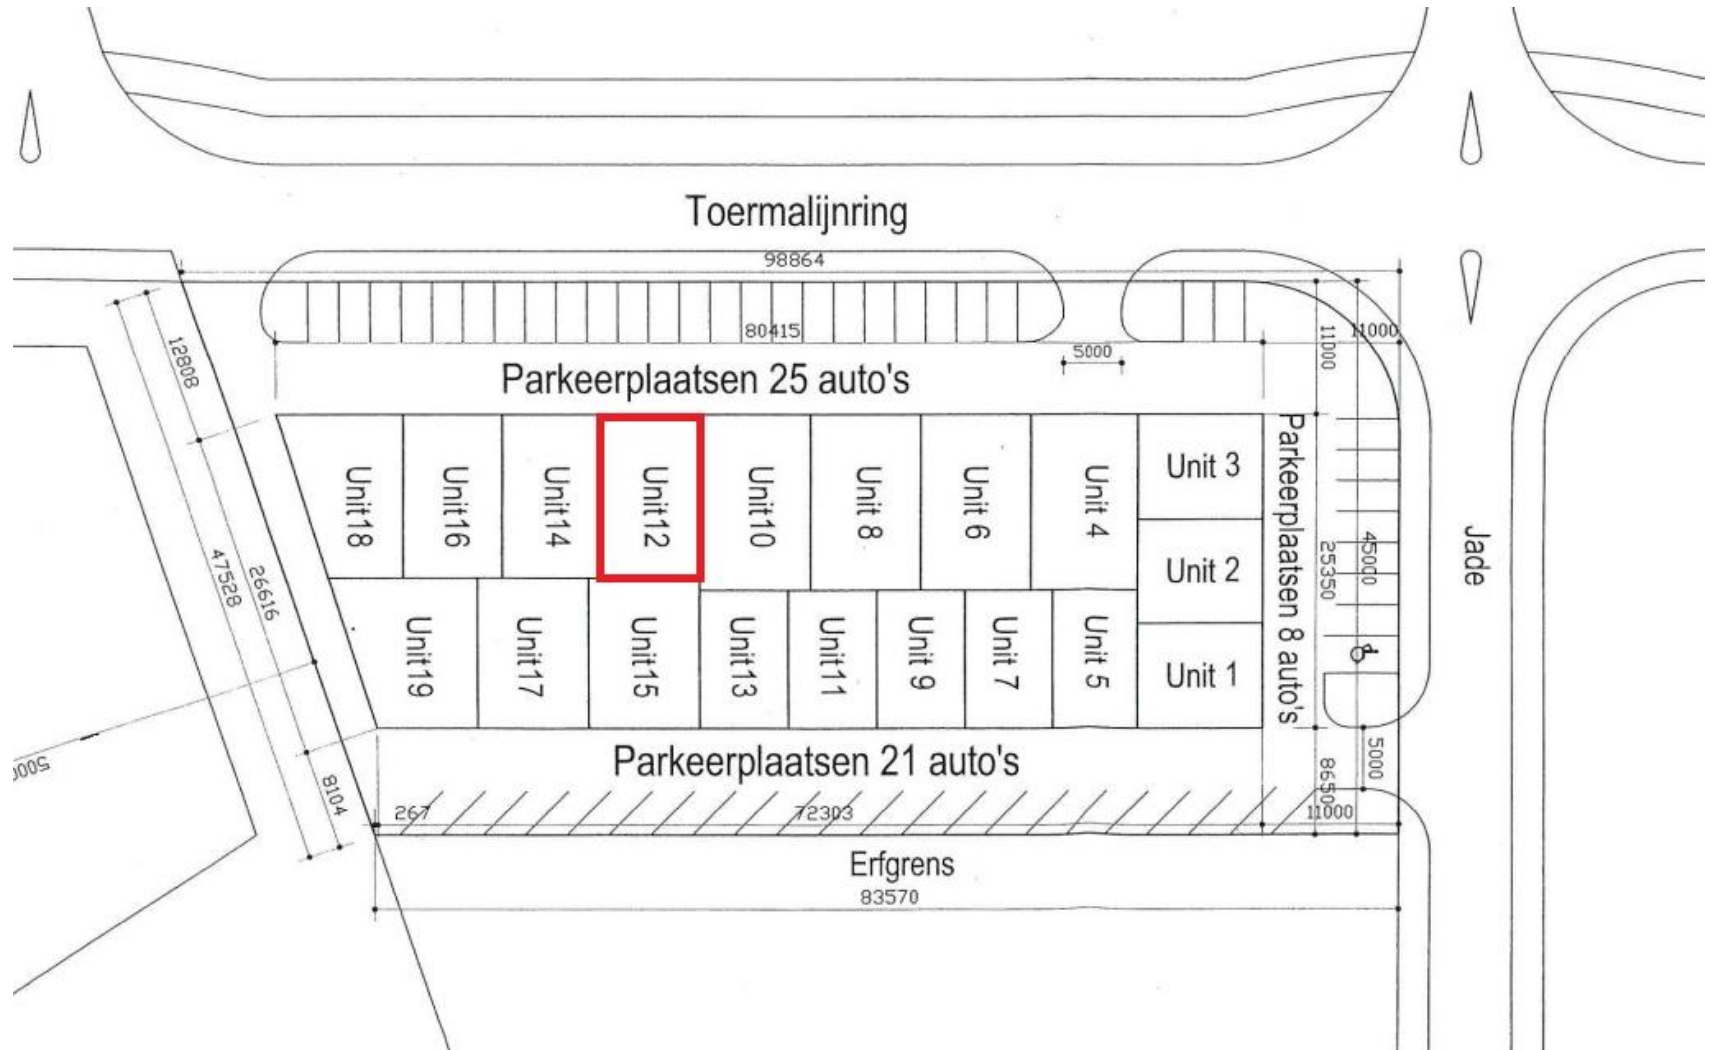 Toermalijnring
98864
80415
5000
11000
11000
12808
Parkeerplaatsen 25 auto's
Unit18
Unit16
Unit14
Unit12
Unit10
Unit 8
Unit 6
Unit 4
Unit 3
Unit 2
Unit 1
Parkeerplaatsen 8 auto's
25350
45000
Jade
26616
47528
Unit19
Unit17
Unit15
Unit13
Unit11
Unit 9
Unit 7
Unit 5
Parkeerplaatsen 21 auto's
8104
267
72303
8650
11000
5000
Erfgrens
83570